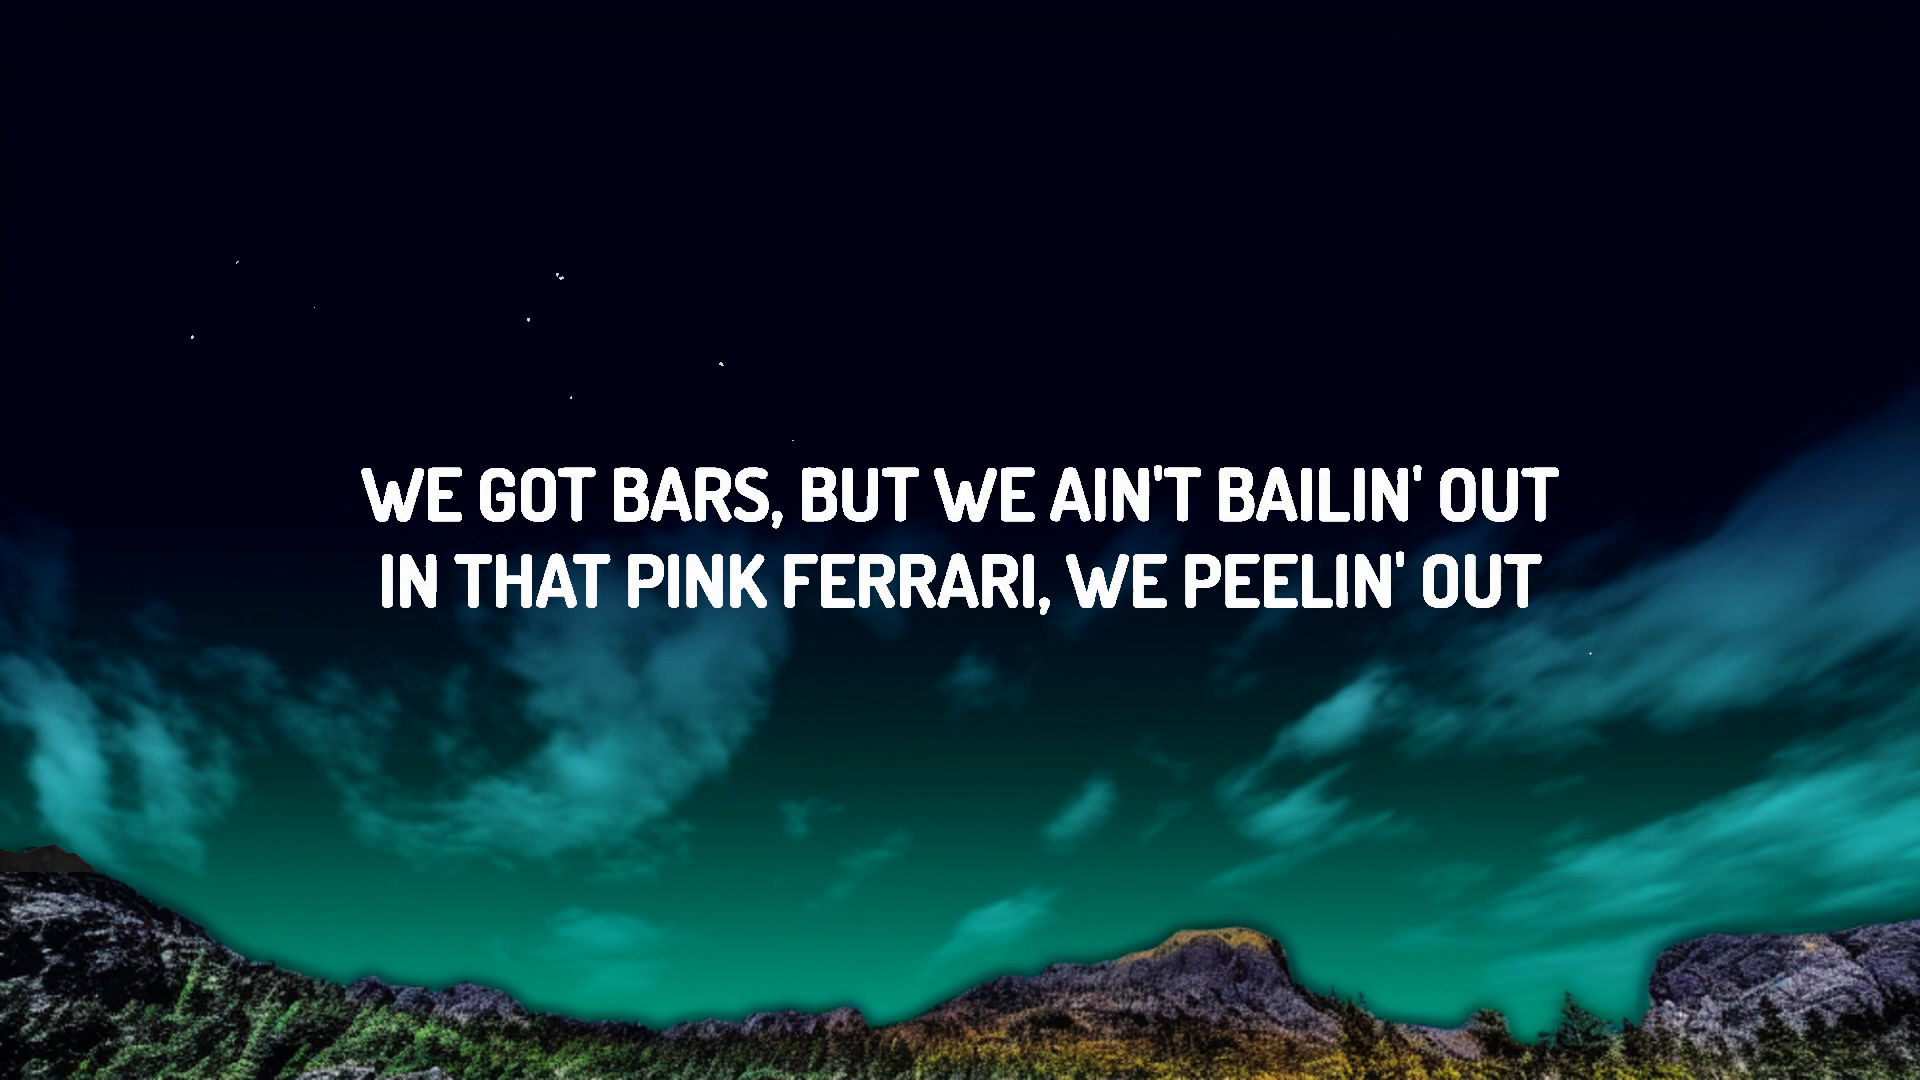 WE GOT BARS, BUT WE AIN'T BAILIN' OUT
IN THAT PINK FERRARI, WE PEELIN' OUT